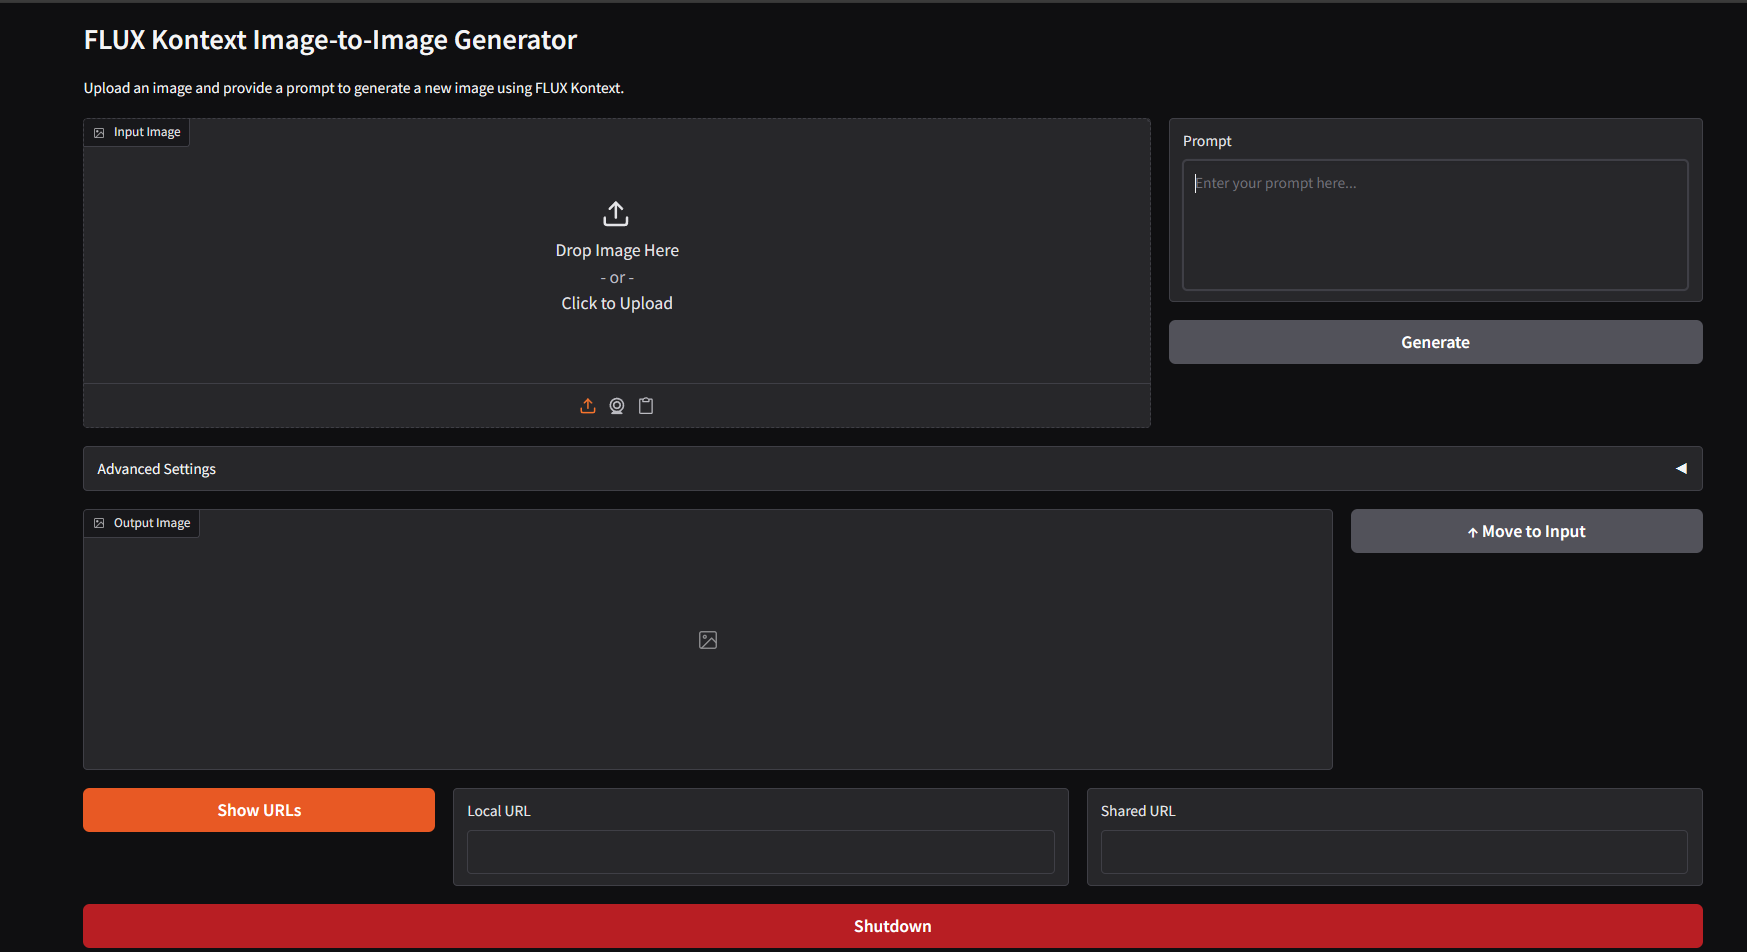 FLUX Kontext Image-to-Image Generator
Upload an image and provide a prompt to generate a new image using FLUX Kontext.
Input Image
Drop Image Here
- or -
Click to Upload
Prompt
Enter your prompt here...
Generate
Advanced Settings
Output Image
↑ Move to Input
Show URLs
Local URL
Shared URL
Shutdown